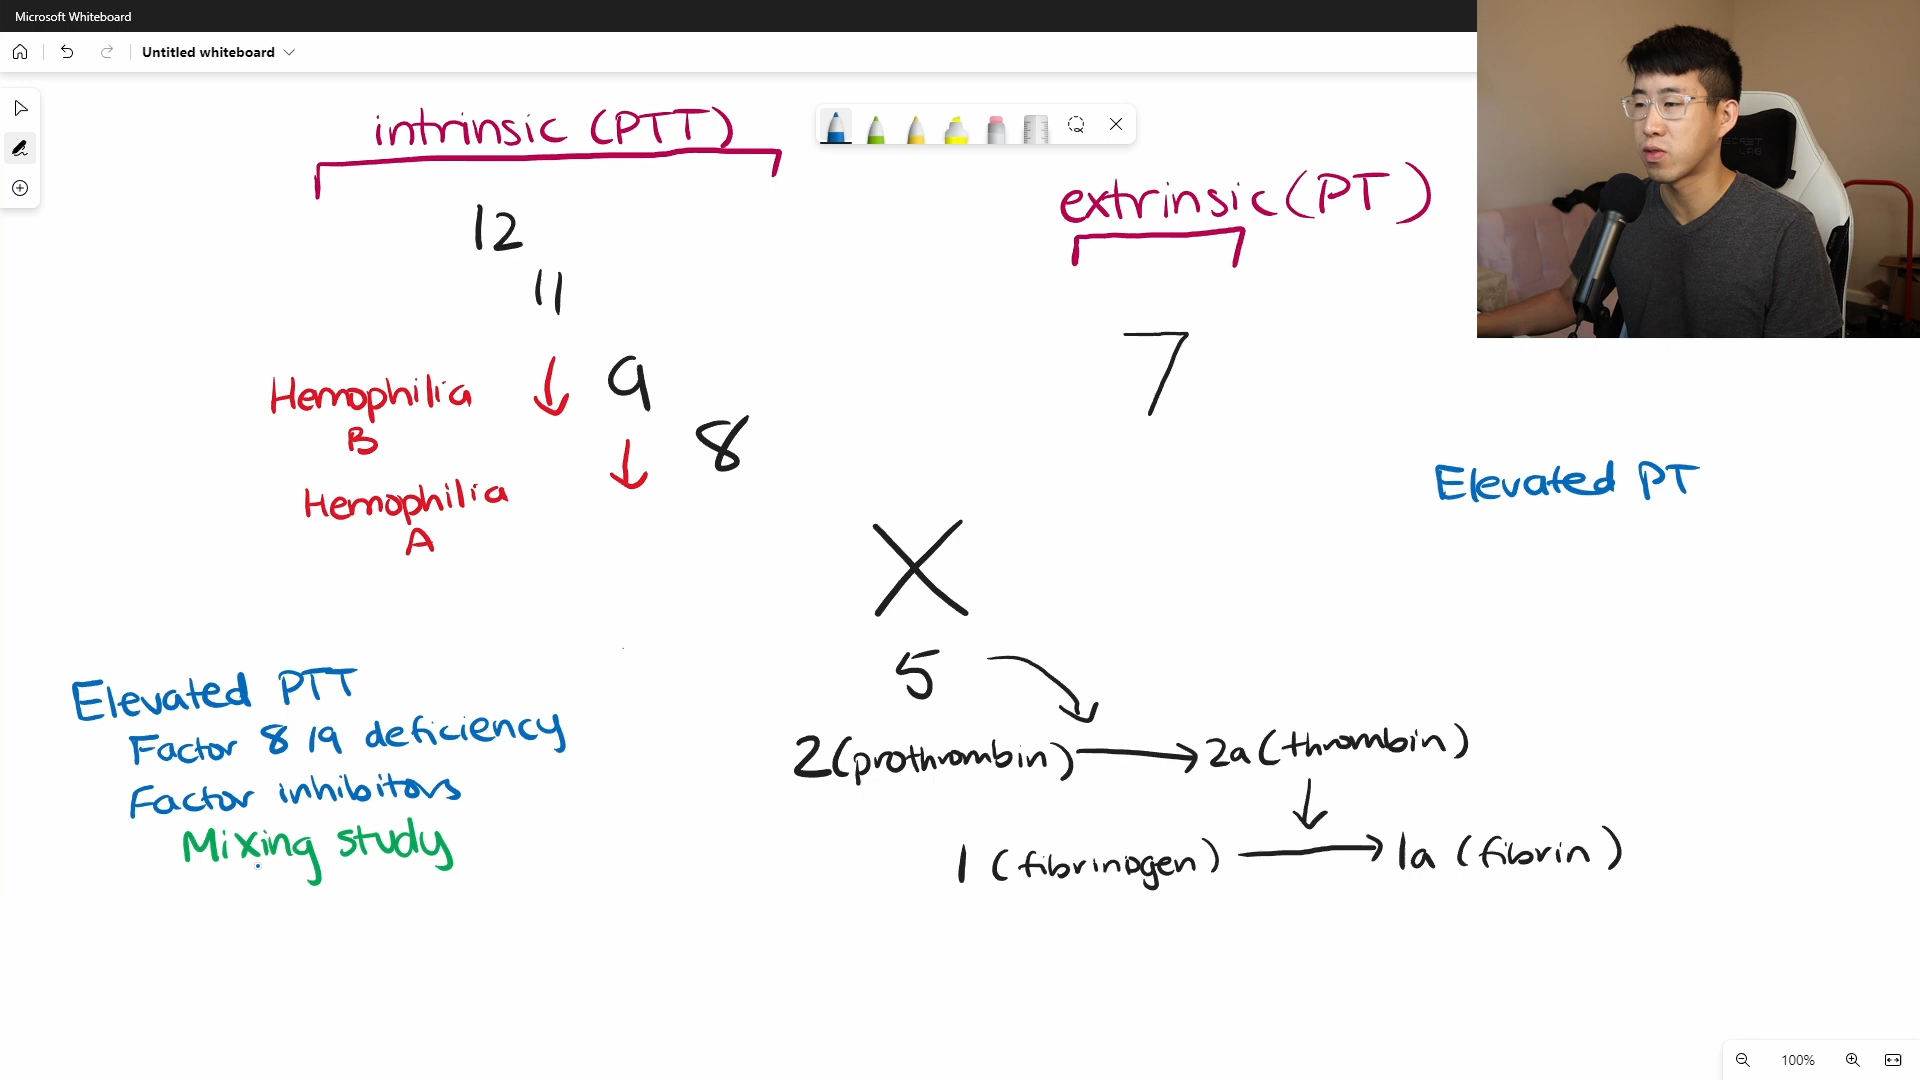 Microsoft Whiteboard
Untitled whiteboard
intrinsic (PTT)
extrinsic (PT)
12
11
Hemophilia
B
9
7
8
Hemophilia
A
Elevated PT
X
5
Elevated PTT
Factor 8/9 deficiency
Factor inhibitors
Mixing study
2 (prothrombin)
2a (thrombin)
1 (fibrinogen)
1a (fibrin)
100%